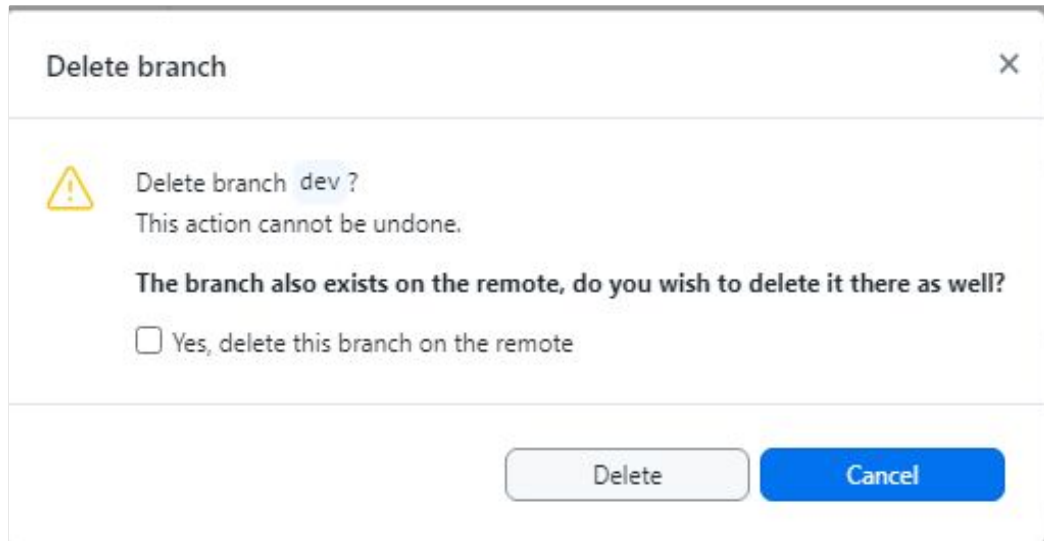 Delete branch
Delete branch dev ?
This action cannot be undone.
The branch also exists on the remote, do you wish to delete it there as well?
Yes, delete this branch on the remote
Delete Cancel